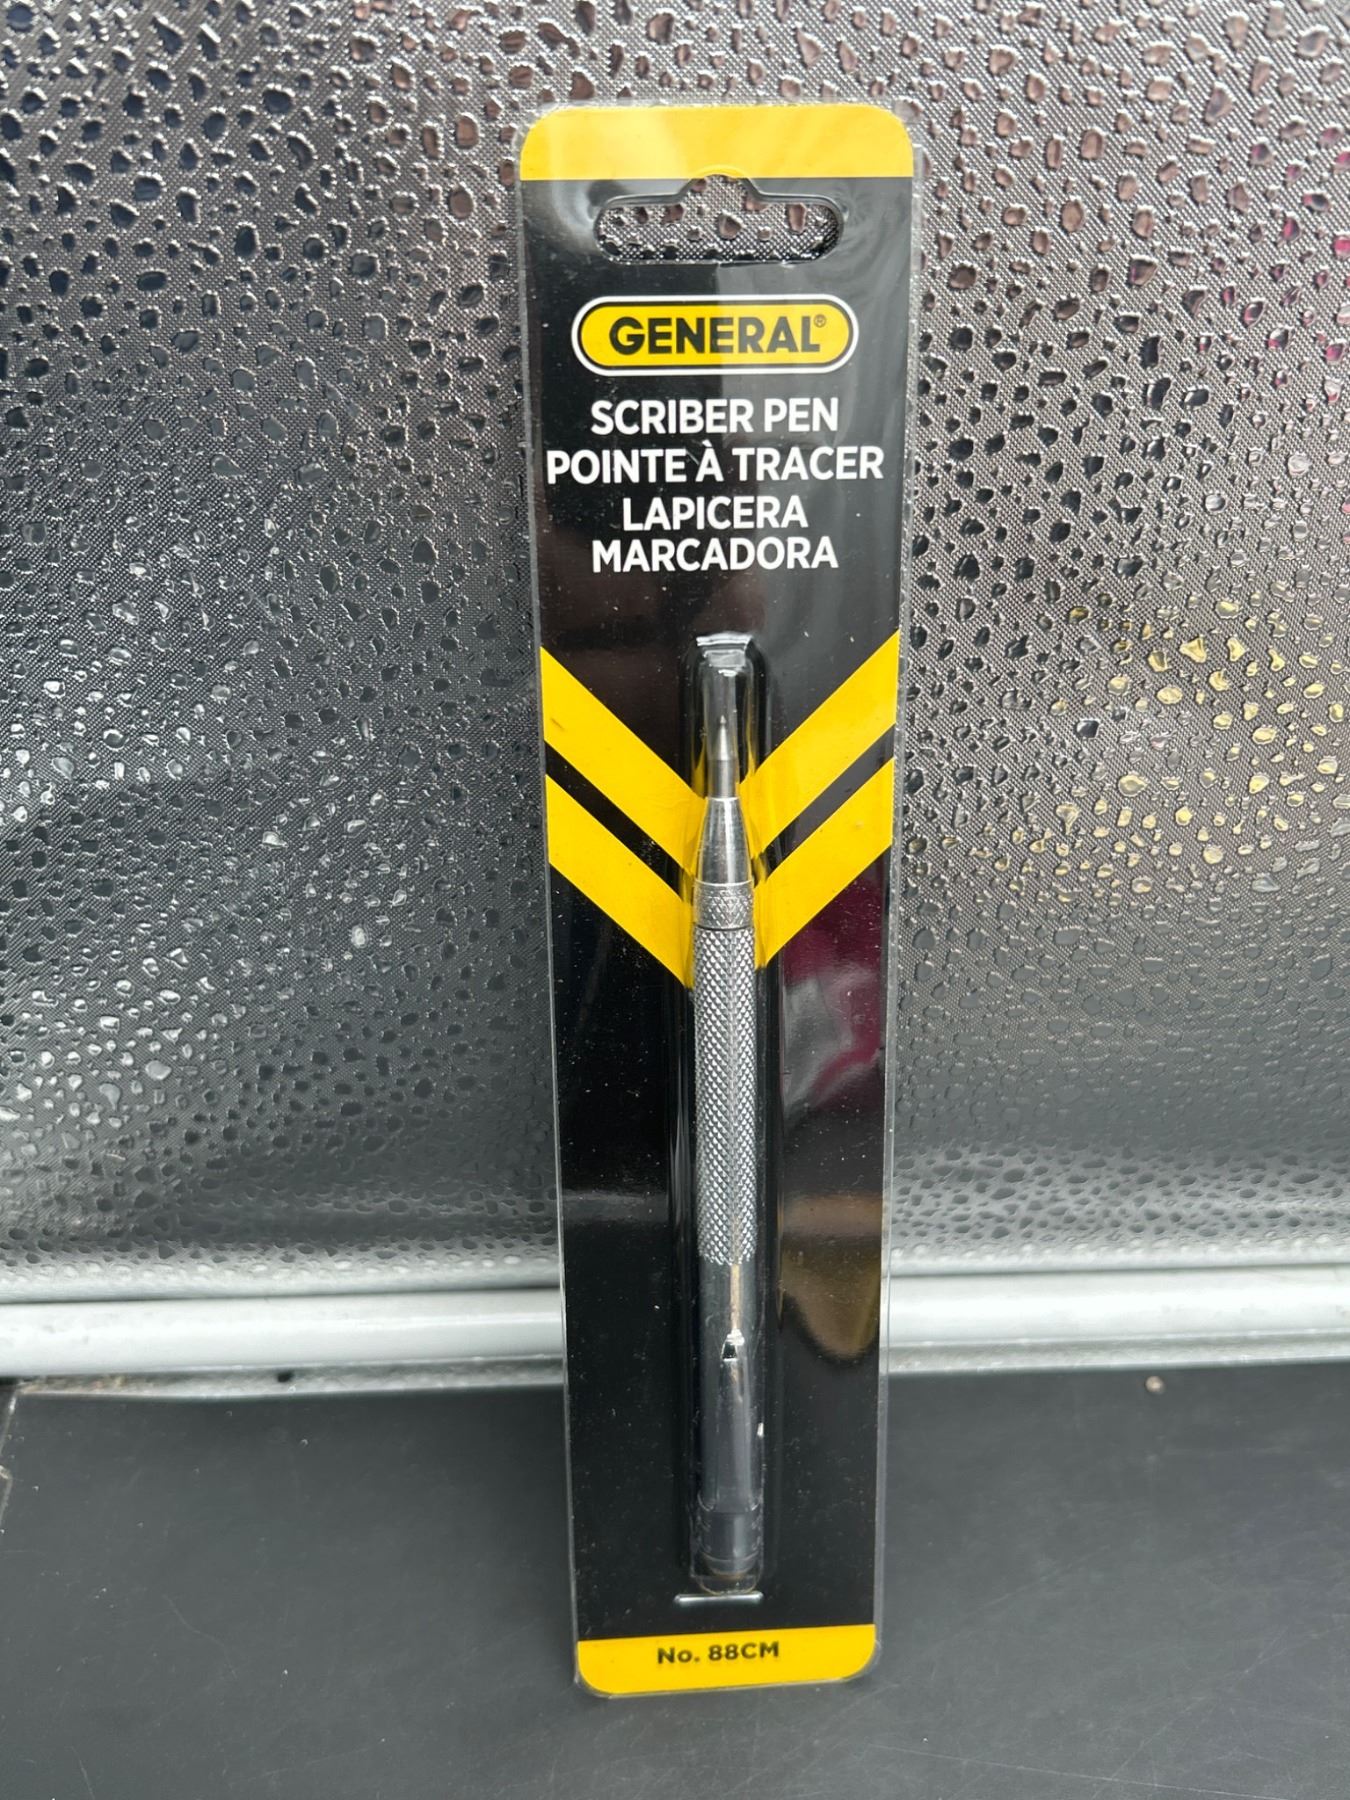 GENERAL®
SCRIBER PEN
POINTE À TRACER
LAPICERA
MARCADORA
No. 88CM